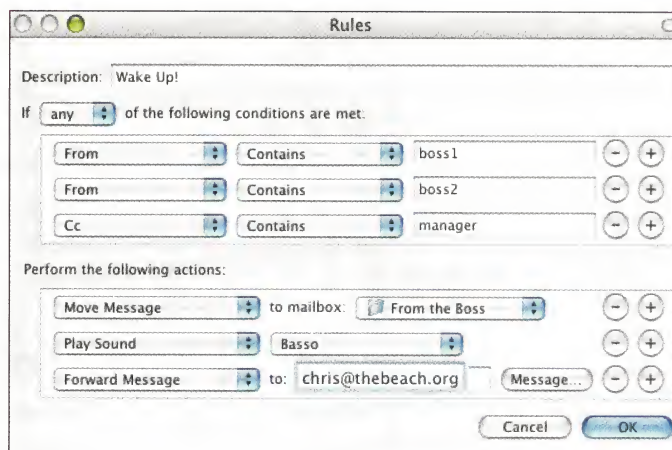 Rules
Description: Wake Up!
If any of the following conditions are met:
From Contains boss1
From Contains boss2
Cc Contains manager
Perform the following actions:
Move Message to mailbox: From the Boss
Play Sound Basso
Forward Message to: chris@thebeach.org Message...
Cancel OK